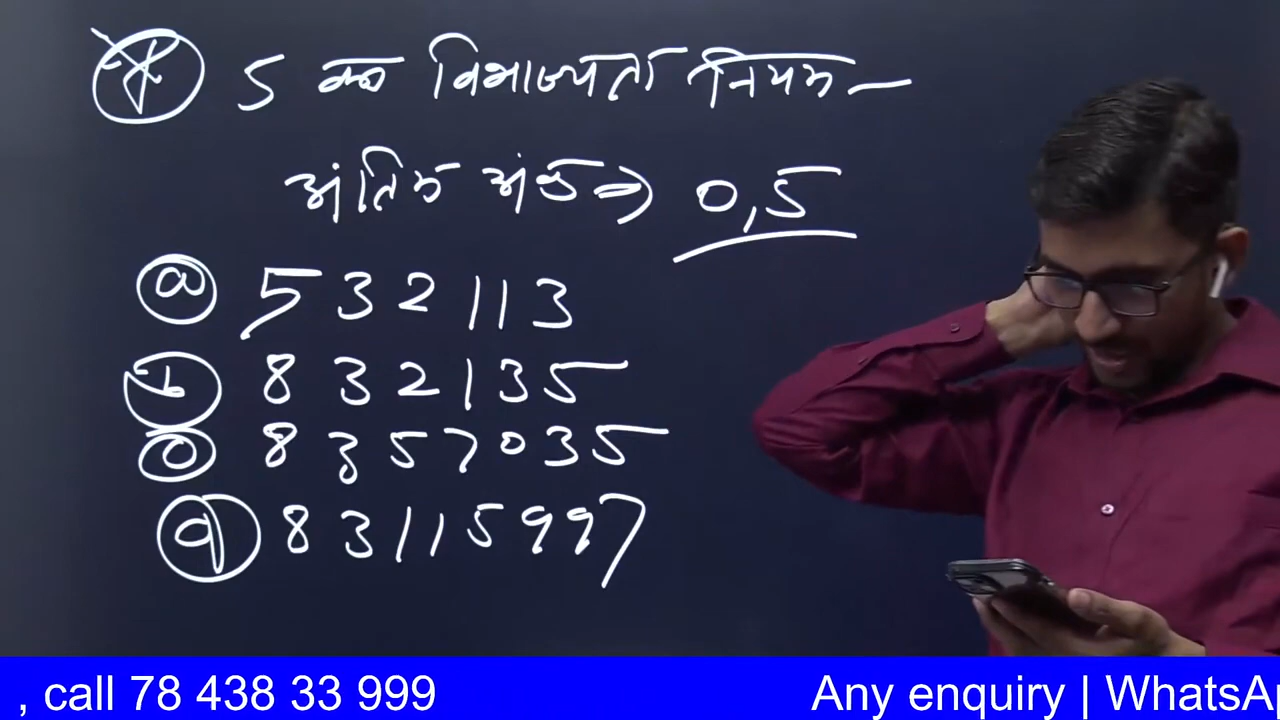 5 का विभाज्यता नियम –
अंतिम अंक ⇒ 0,5
a 532113
b 832135
8357035
83115997
, call 78 438 33 999
Any enquiry | WhatsA